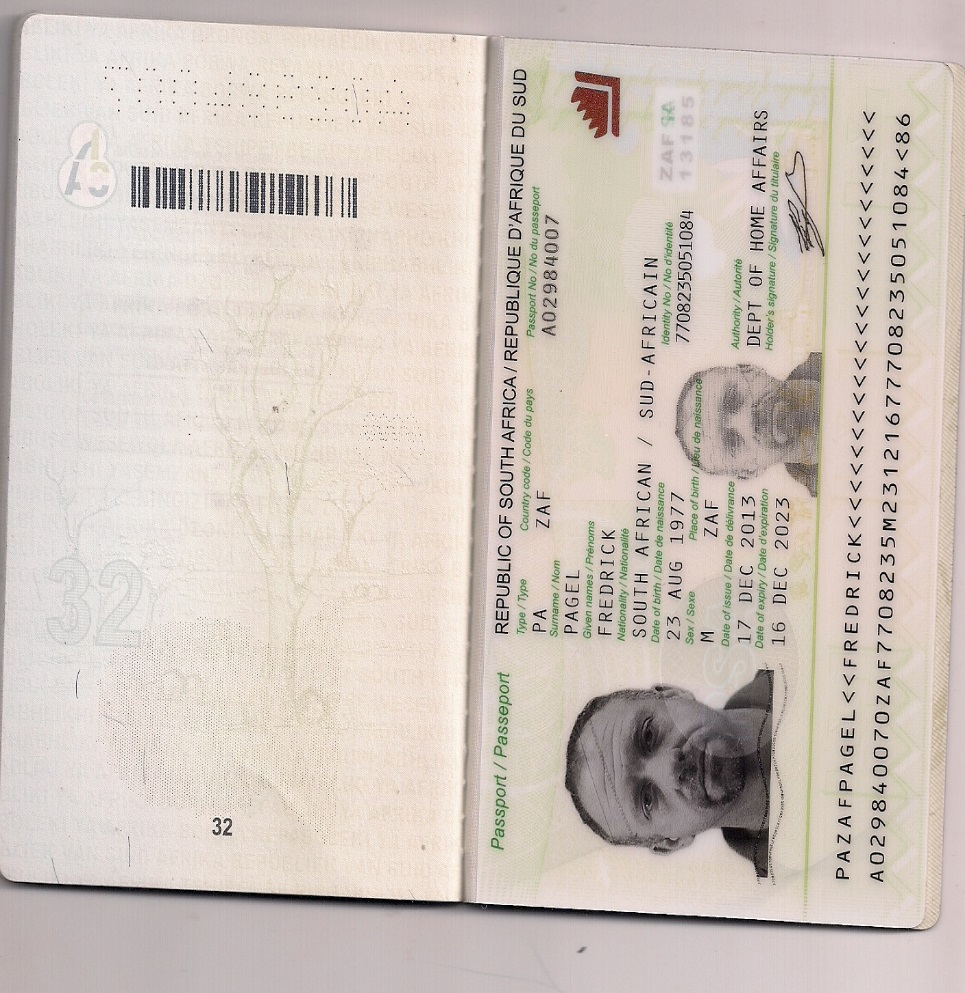 32
32
REPUBLIC OF SOUTH AFRICA / REPUBLIQUE D'AFRIQUE DU SUD
Passport / Passeport
Type / Type Country code / Code du pays Passport No / No du passeport
PA ZAF A02984007
Surname / Nom
PAGEL
Given names / Prénoms
FREDRICK
Nationality / Nationalité
SOUTH AFRICAN / SUD-AFRICAIN
Date of birth / Date de naissance Identity No / No d'identité
23 AUG 1977 7708235051084
Sex / Sexe Place of birth / Lieu de naissance
M ZAF
Date of issue / Date de délivrance Authority / Autorité
17 DEC 2013 DEPT OF HOME AFFAIRS
Date of expiry / Date d'expiration Holder's signature / Signature du titulaire
16 DEC 2023
ZAF SA
13185
PAZAFPAGEL<<FREDRICK<<<<<<<<<<<<<<<<<<<<<<<<
A029840070ZAF7708235M23121677708235051084<86